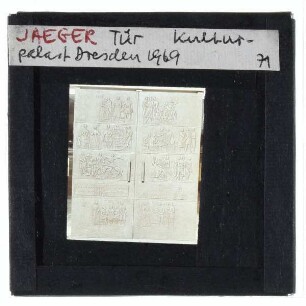 JAEGER Tür Kultur-
palast Dresden 1969 71